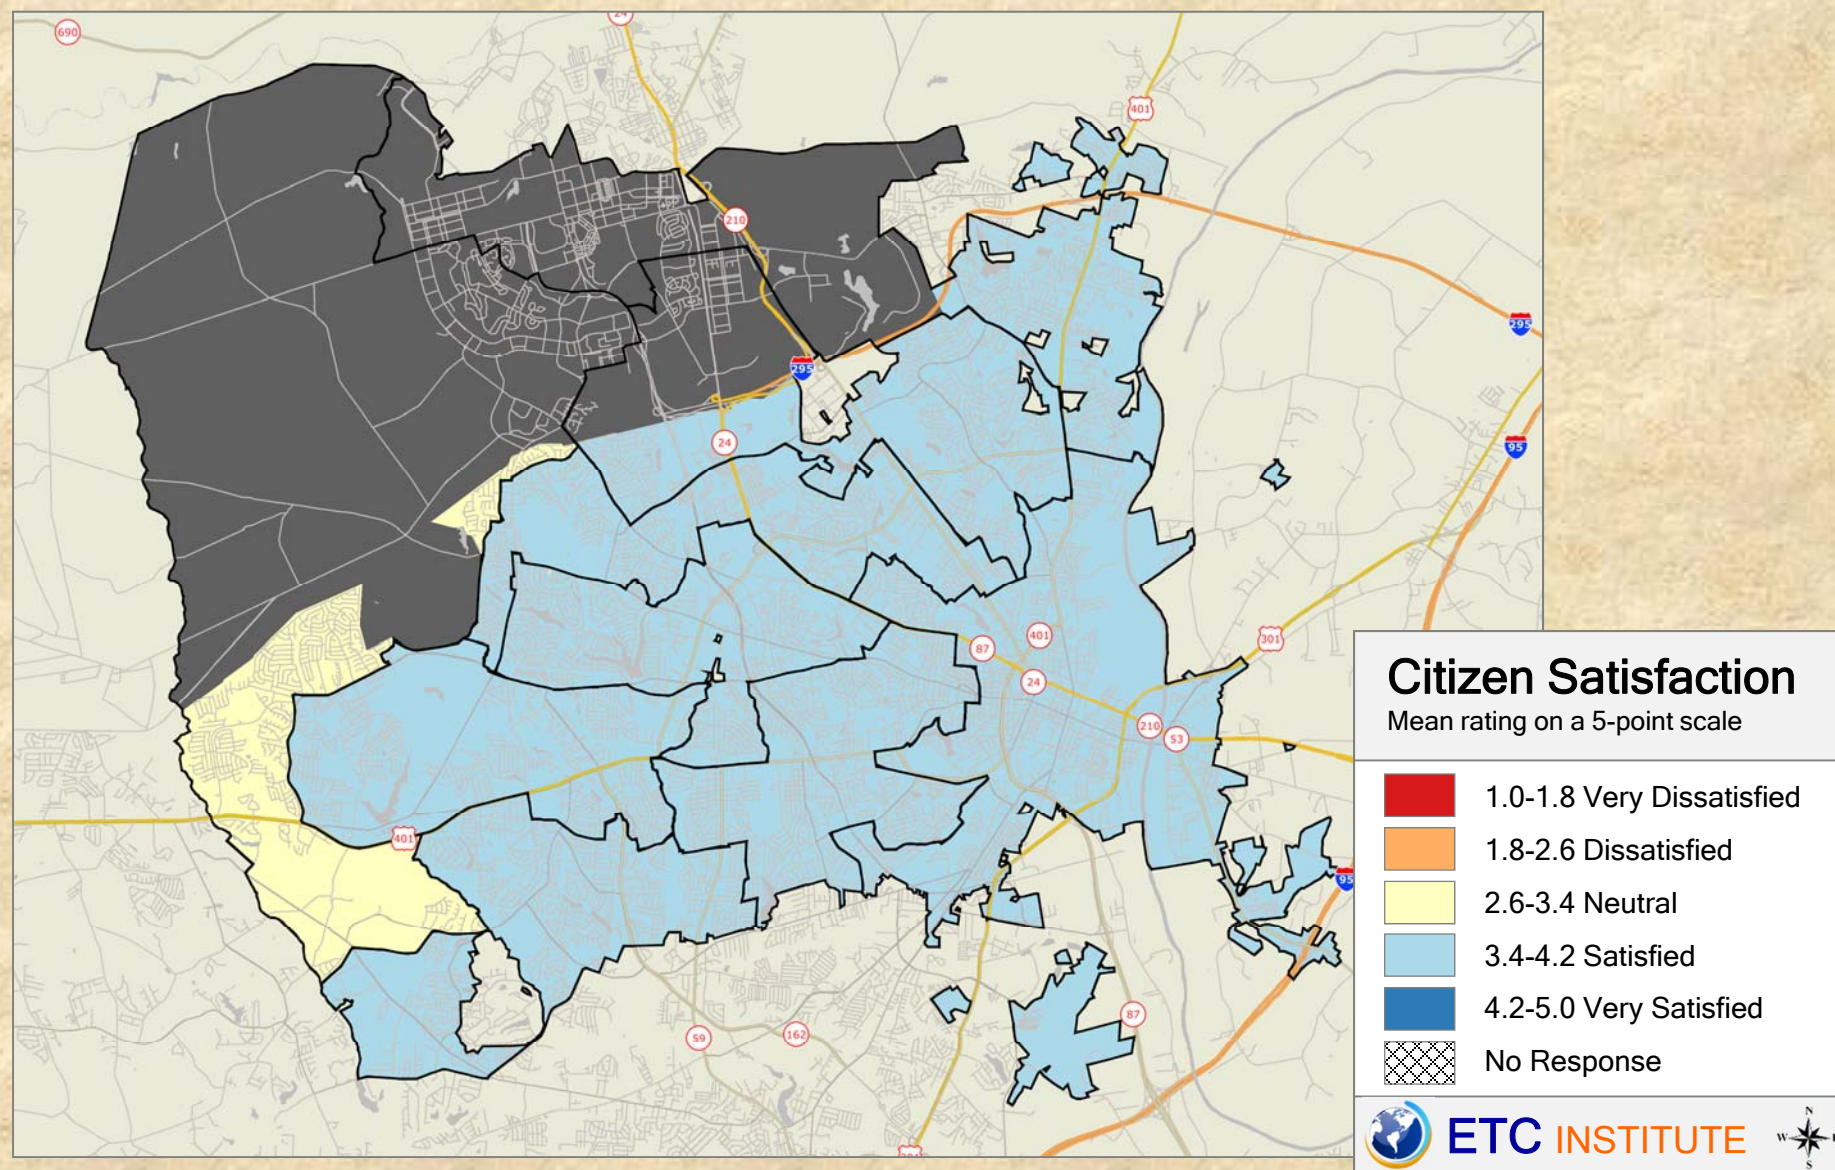 690
24
401
210
295
295
24
95
301
401
87
24
210
53
401
95
87
59
162
Citizen Satisfaction
Mean rating on a 5-point scale
1.0-1.8 Very Dissatisfied
1.8-2.6 Dissatisfied
2.6-3.4 Neutral
3.4-4.2 Satisfied
4.2-5.0 Very Satisfied
No Response
ETC INSTITUTE
N
W
S